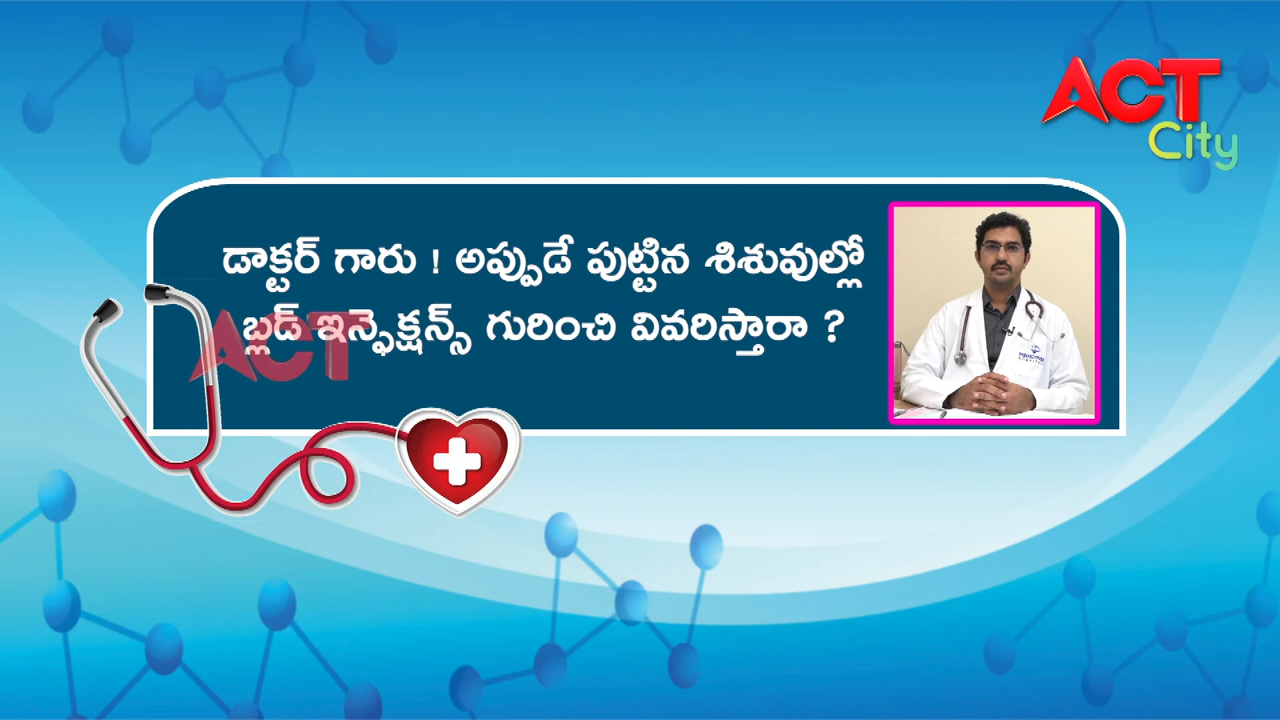 ACT
City
డాక్టర్ గారు ! అప్పుడే పుట్టిన శిశువుల్లో
బ్లడ్ ఇన్ఫెక్షన్స్ గురించి వివరిస్తారా ?
ACT